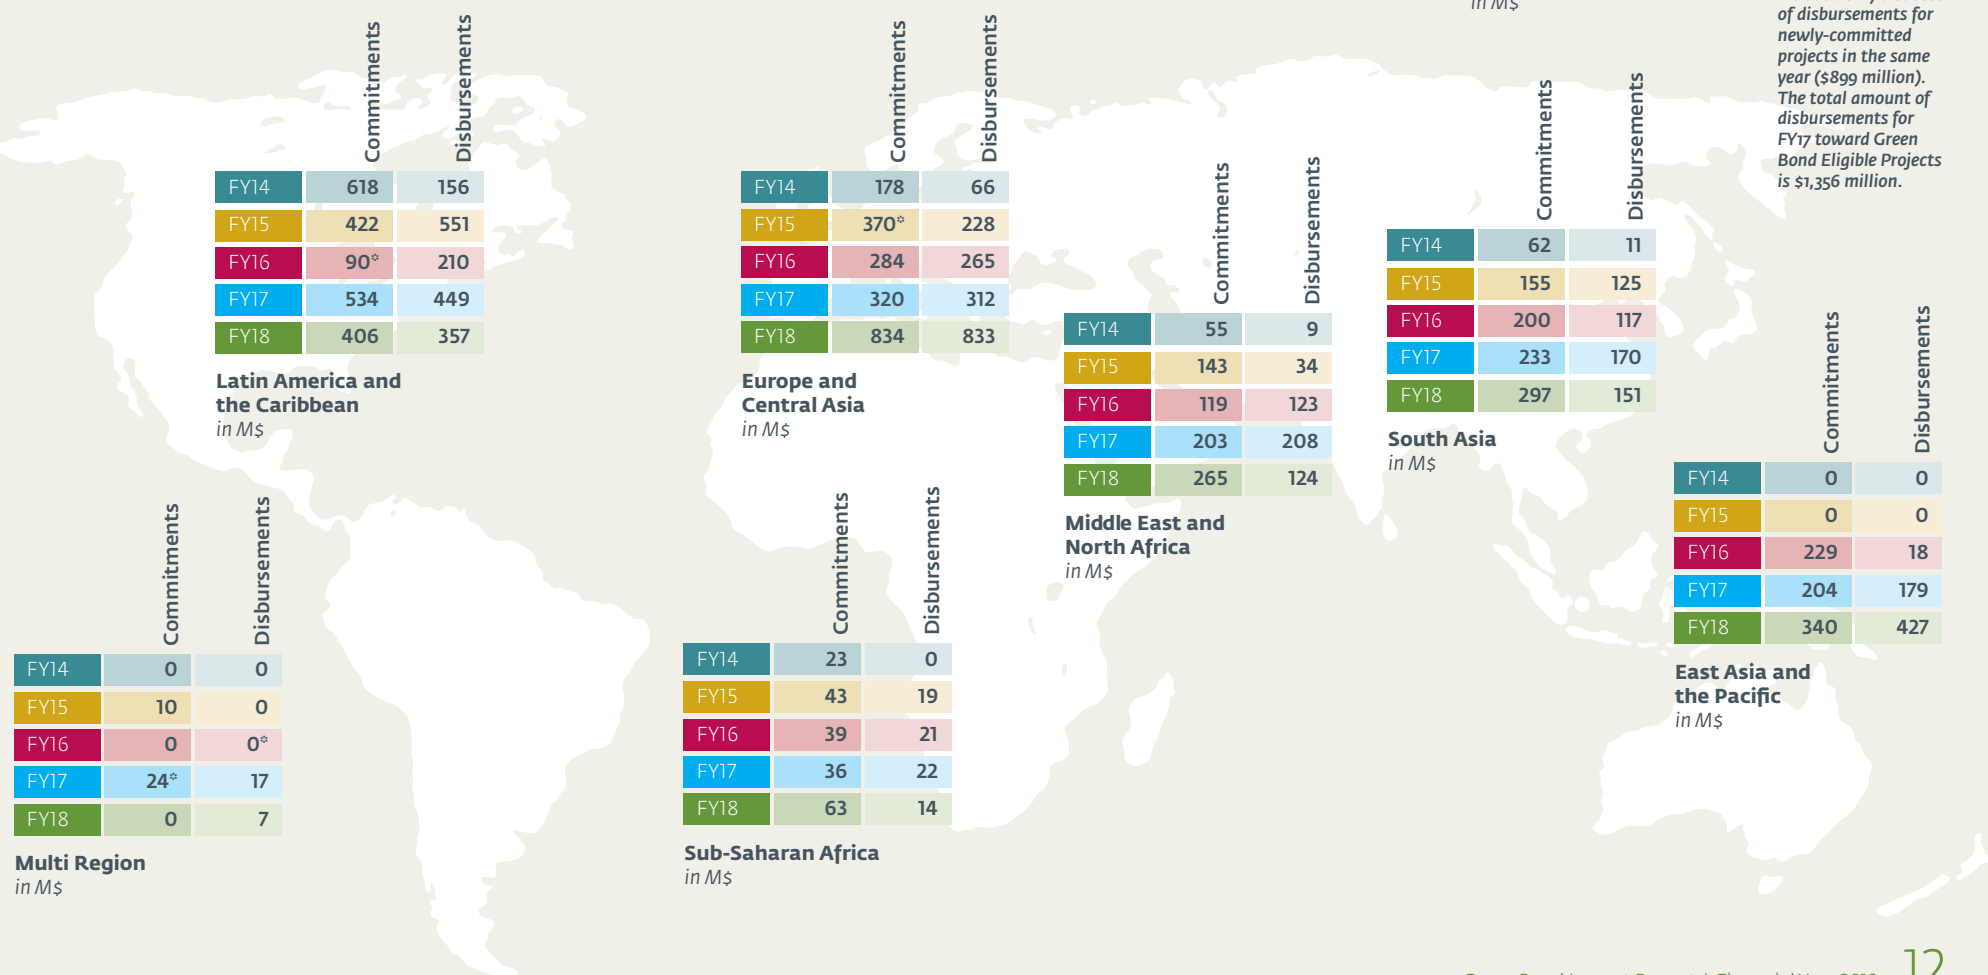 in M$
of disbursements for
newly-committed
projects in the same
year ($899 million).
The total amount of
disbursements for
FY17 toward Green
Bond Eligible Projects
is $1,356 million.
Commitments Disbursements
FY14 618 156
FY15 422 551
FY16 90* 210
FY17 534 449
FY18 406 357
Latin America and
the Caribbean
in M$
Commitments Disbursements
FY14 178 66
FY15 370* 228
FY16 284 265
FY17 320 312
FY18 834 833
Europe and
Central Asia
in M$
Commitments Disbursements
FY14 55 9
FY15 143 34
FY16 119 123
FY17 203 208
FY18 265 124
Middle East and
North Africa
in M$
Commitments Disbursements
FY14 62 11
FY15 155 125
FY16 200 117
FY17 233 170
FY18 297 151
South Asia
in M$
Commitments Disbursements
FY14 0 0
FY15 0 0
FY16 229 18
FY17 204 179
FY18 340 427
East Asia and
the Pacific
in M$
Commitments Disbursements
FY14 0 0
FY15 10 0
FY16 0 0*
FY17 24* 17
FY18 0 7
Multi Region
in M$
Commitments Disbursements
FY14 23 0
FY15 43 19
FY16 39 21
FY17 36 22
FY18 63 14
Sub-Saharan Africa
in M$
12